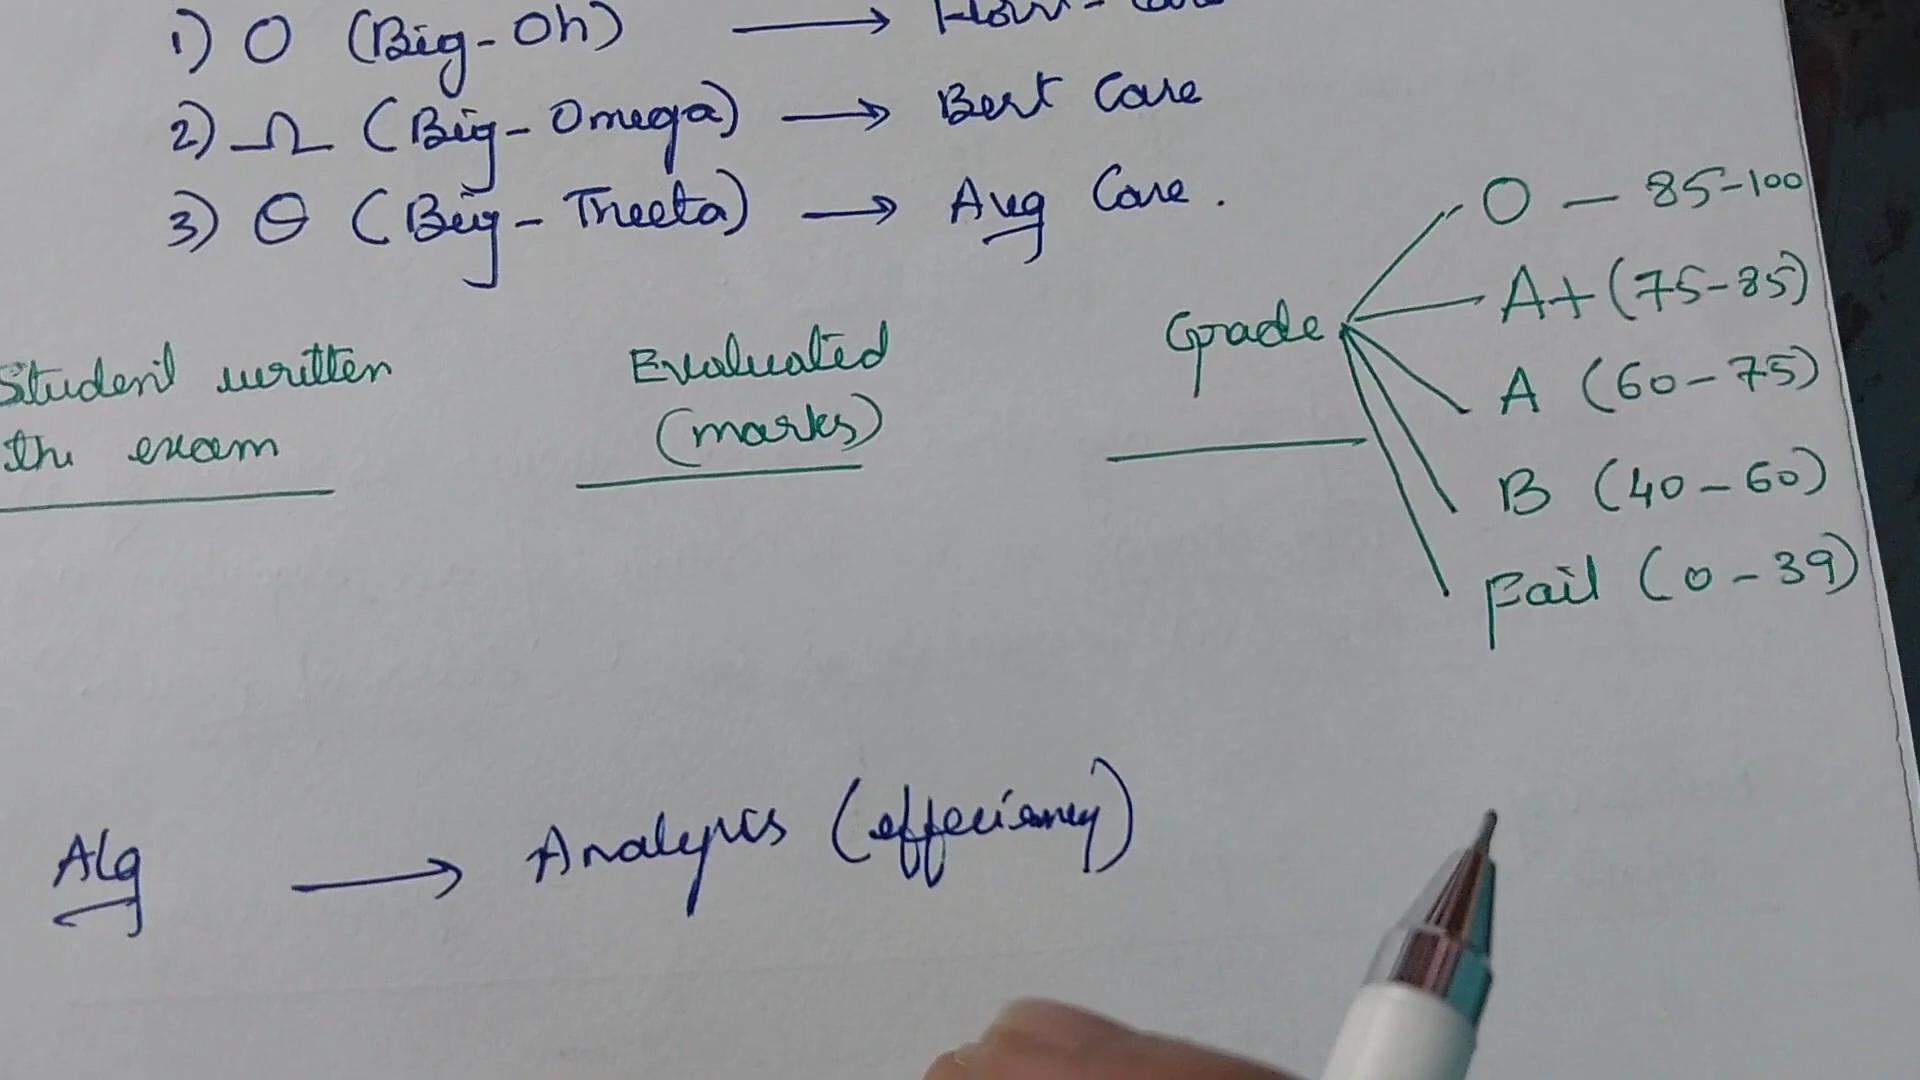 1) O (Big-Oh) →
2) Ω (Big-Omega) → Best Case
3) Θ (Big-Theeta) → Avg Case.
Student written
the exam
Evaluated
(marks)
Grade
O — 85-100
A+ (75-85)
A (60-75)
B (40-60)
Fail (0-39)
Alg → Analysis (effeciency)